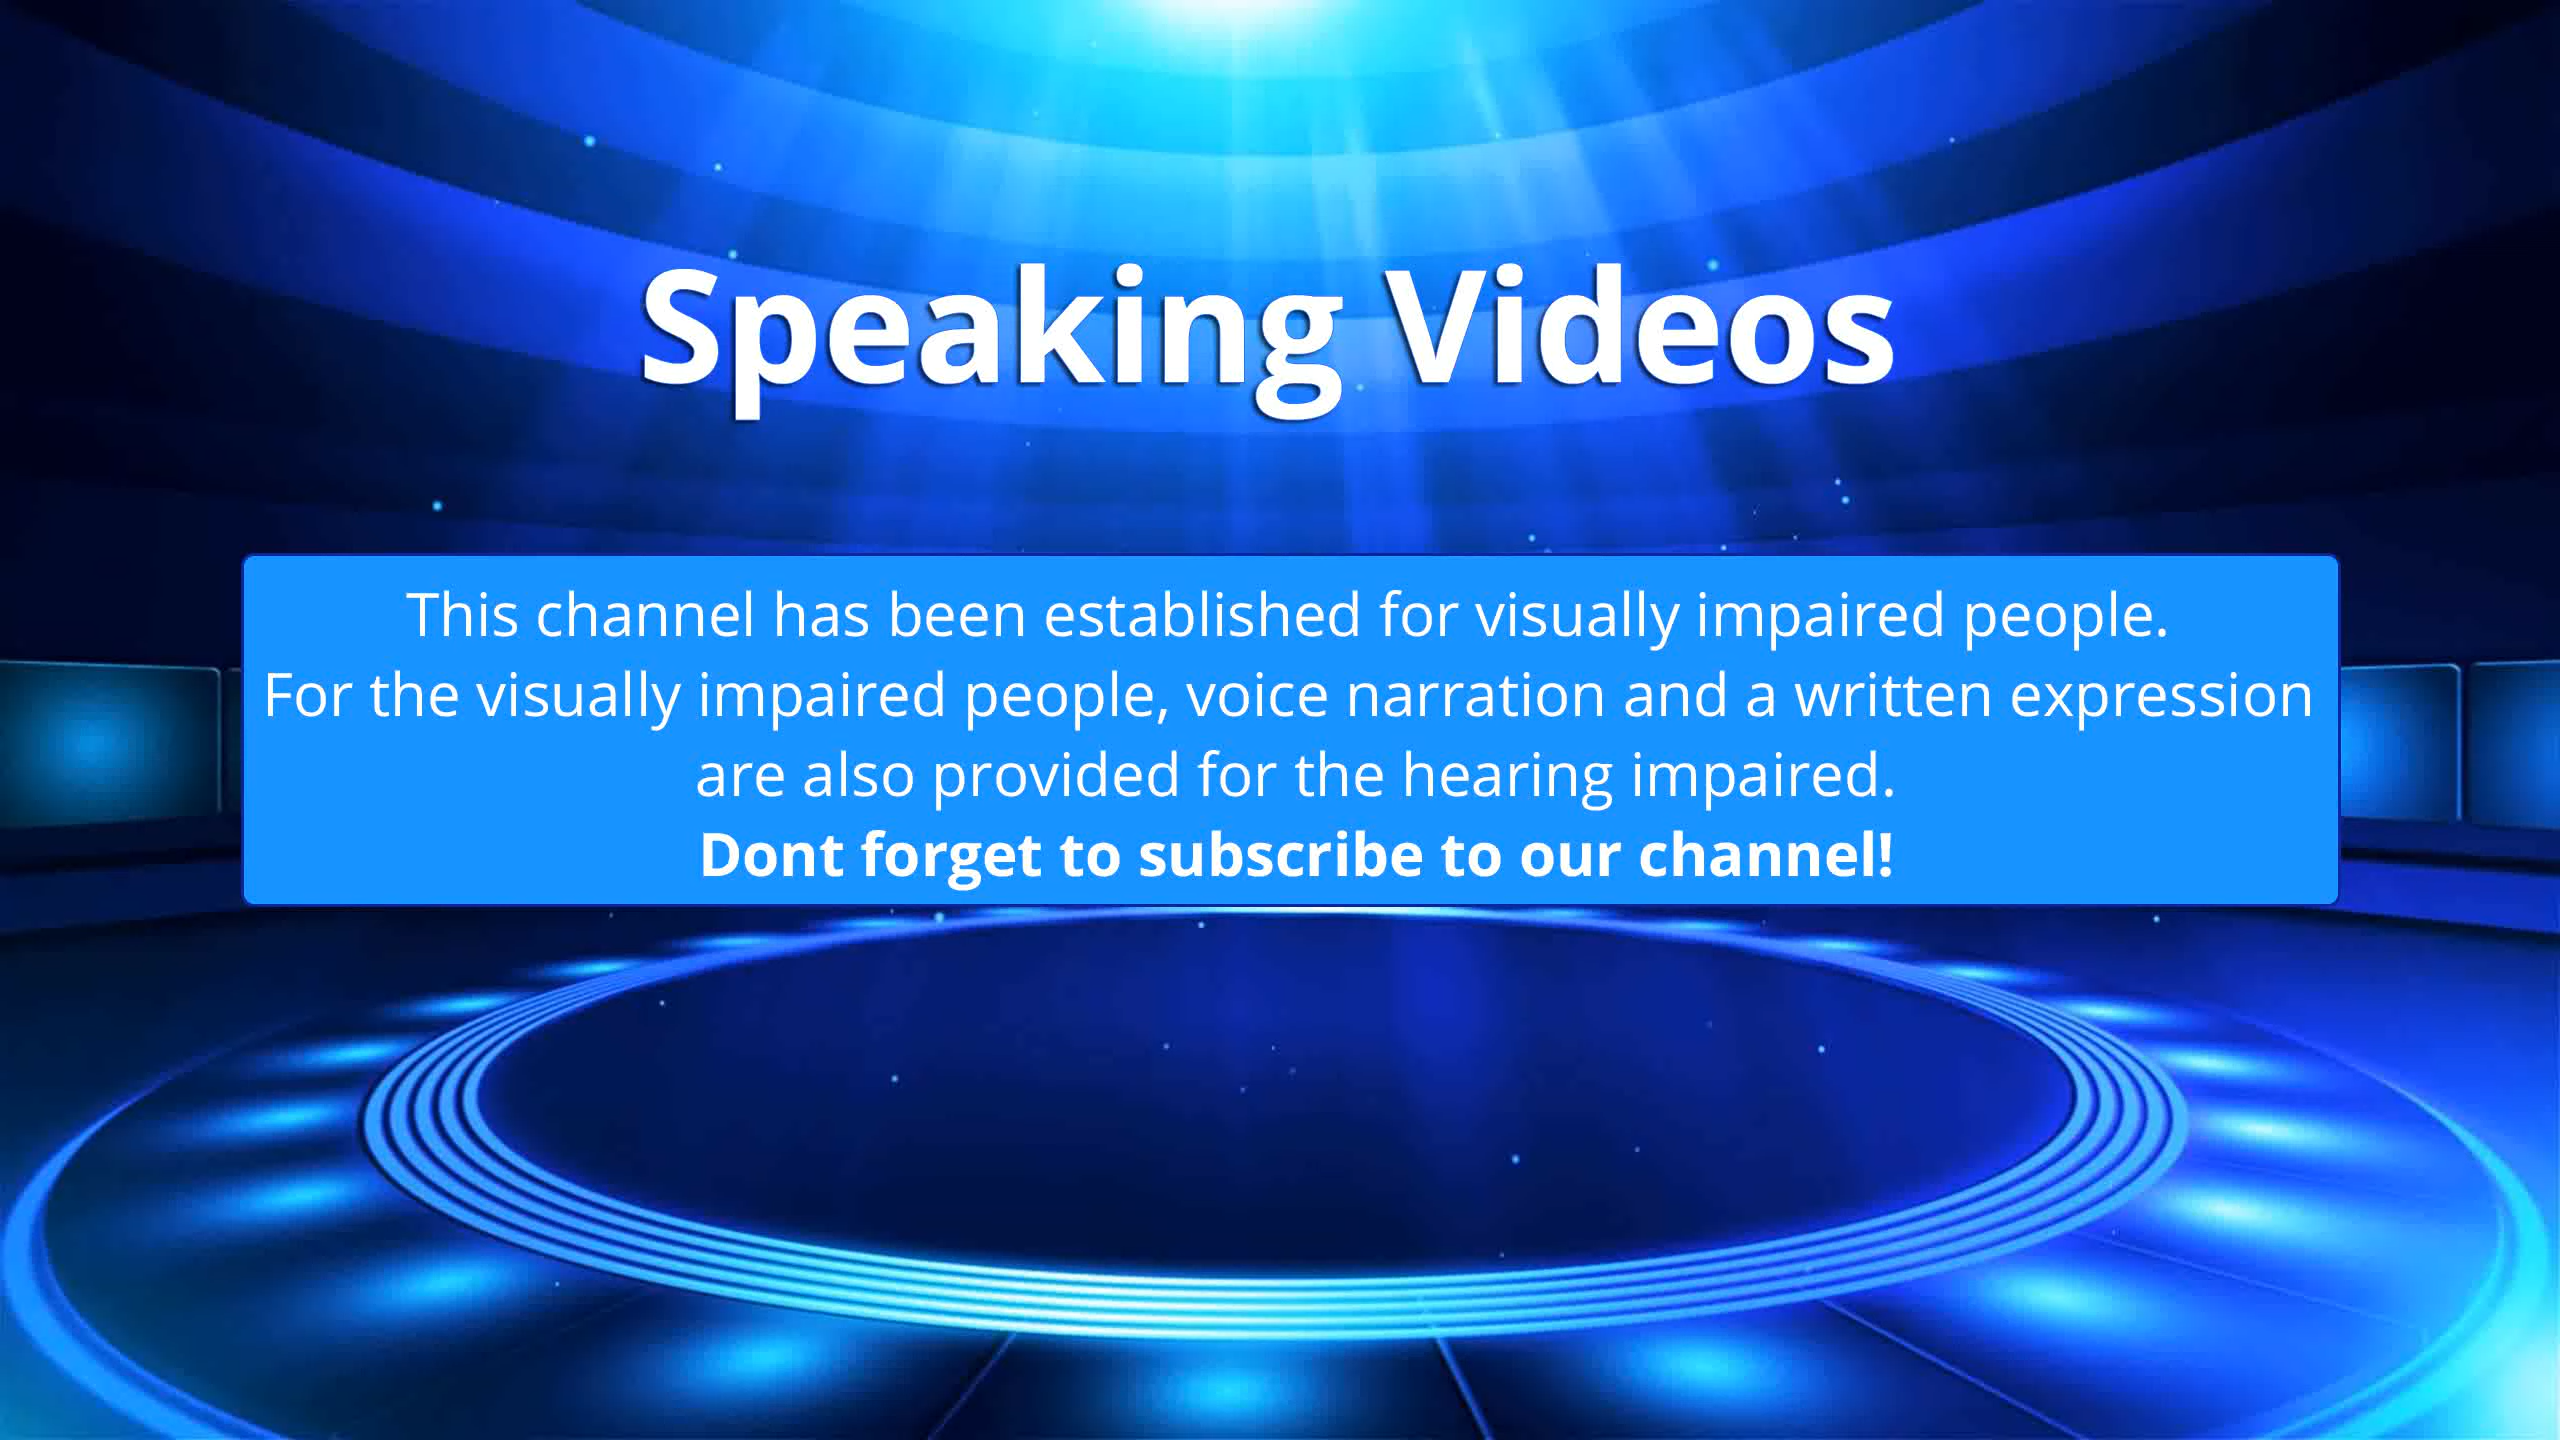 Speaking Videos
This channel has been established for visually impaired people.
For the visually impaired people, voice narration and a written expression
are also provided for the hearing impaired.
Dont forget to subscribe to our channel!